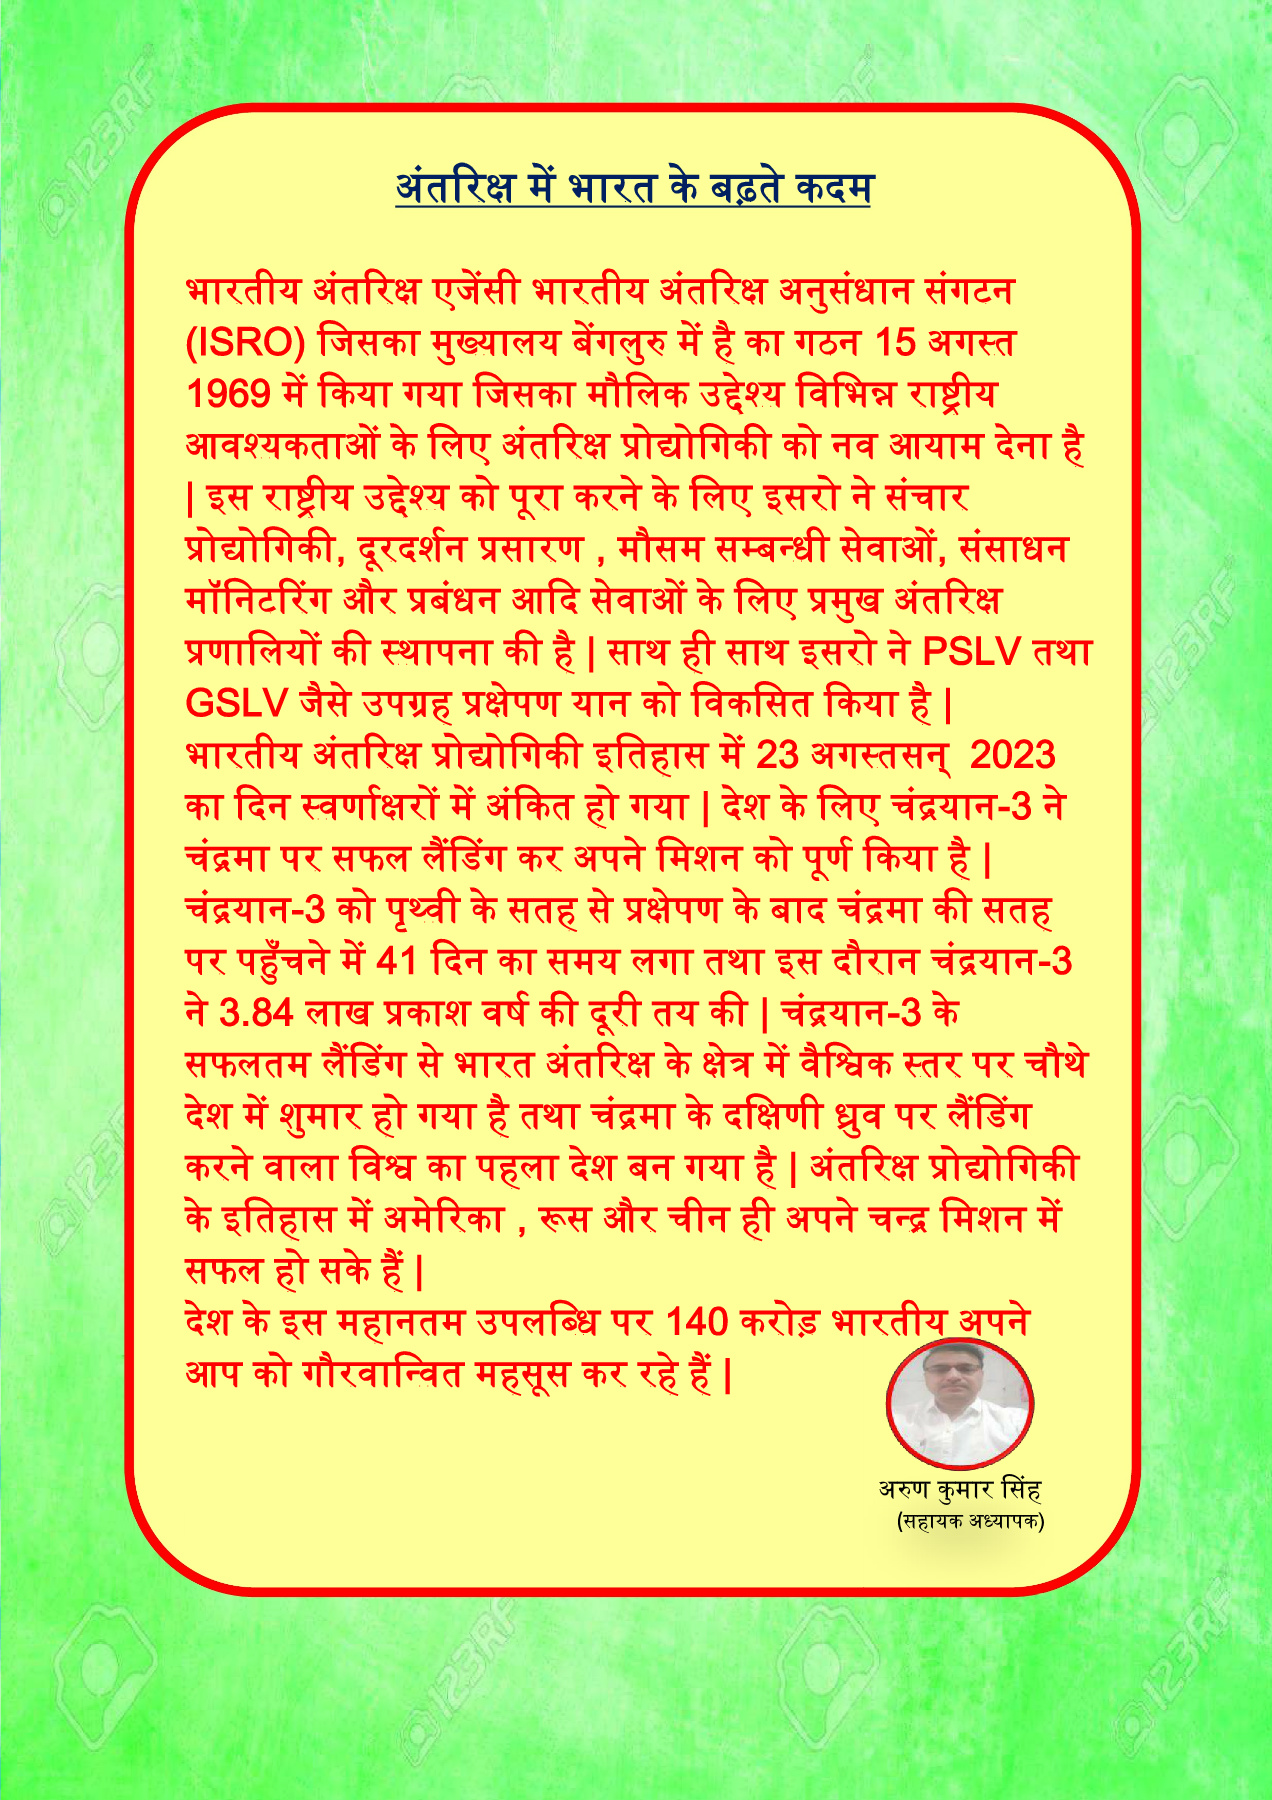 अंतरिक्ष में भारत के बढ़ते कदम
भारतीय अंतरिक्ष एजेंसी भारतीय अंतरिक्ष अनुसंधान संगटन
(ISRO) जिसका मुख्यालय बेंगलुरु में है का गठन 15 अगस्त
1969 में किया गया जिसका मौलिक उद्देश्य विभिन्न राष्ट्रीय
आवश्यकताओं के लिए अंतरिक्ष प्रोद्योगिकी को नव आयाम देना है
| इस राष्ट्रीय उद्देश्य को पूरा करने के लिए इसरो ने संचार
प्रोद्योगिकी, दूरदर्शन प्रसारण , मौसम सम्बन्धी सेवाओं, संसाधन
मॉनिटरिंग और प्रबंधन आदि सेवाओं के लिए प्रमुख अंतरिक्ष
प्रणालियों की स्थापना की है | साथ ही साथ इसरो ने PSLV तथा
GSLV जैसे उपग्रह प्रक्षेपण यान को विकसित किया है |
भारतीय अंतरिक्ष प्रोद्योगिकी इतिहास में 23 अगस्तसन् 2023
का दिन स्वर्णाक्षरों में अंकित हो गया | देश के लिए चंद्रयान-3 ने
चंद्रमा पर सफल लैंडिंग कर अपने मिशन को पूर्ण किया है |
चंद्रयान-3 को पृथ्वी के सतह से प्रक्षेपण के बाद चंद्रमा की सतह
पर पहुँचने में 41 दिन का समय लगा तथा इस दौरान चंद्रयान-3
ने 3.84 लाख प्रकाश वर्ष की दूरी तय की | चंद्रयान-3 के
सफलतम लैंडिंग से भारत अंतरिक्ष के क्षेत्र में वैश्विक स्तर पर चौथे
देश में शुमार हो गया है तथा चंद्रमा के दक्षिणी ध्रुव पर लैंडिंग
करने वाला विश्व का पहला देश बन गया है | अंतरिक्ष प्रोद्योगिकी
के इतिहास में अमेरिका , रूस और चीन ही अपने चन्द्र मिशन में
सफल हो सके हैं |
देश के इस महानतम उपलब्धि पर 140 करोड़ भारतीय अपने
आप को गौरवान्वित महसूस कर रहे हैं |
अरुण कुमार सिंह
(सहायक अध्यापक)
123RF
123RF
123RF
123RF
123RF
123RF
123RF